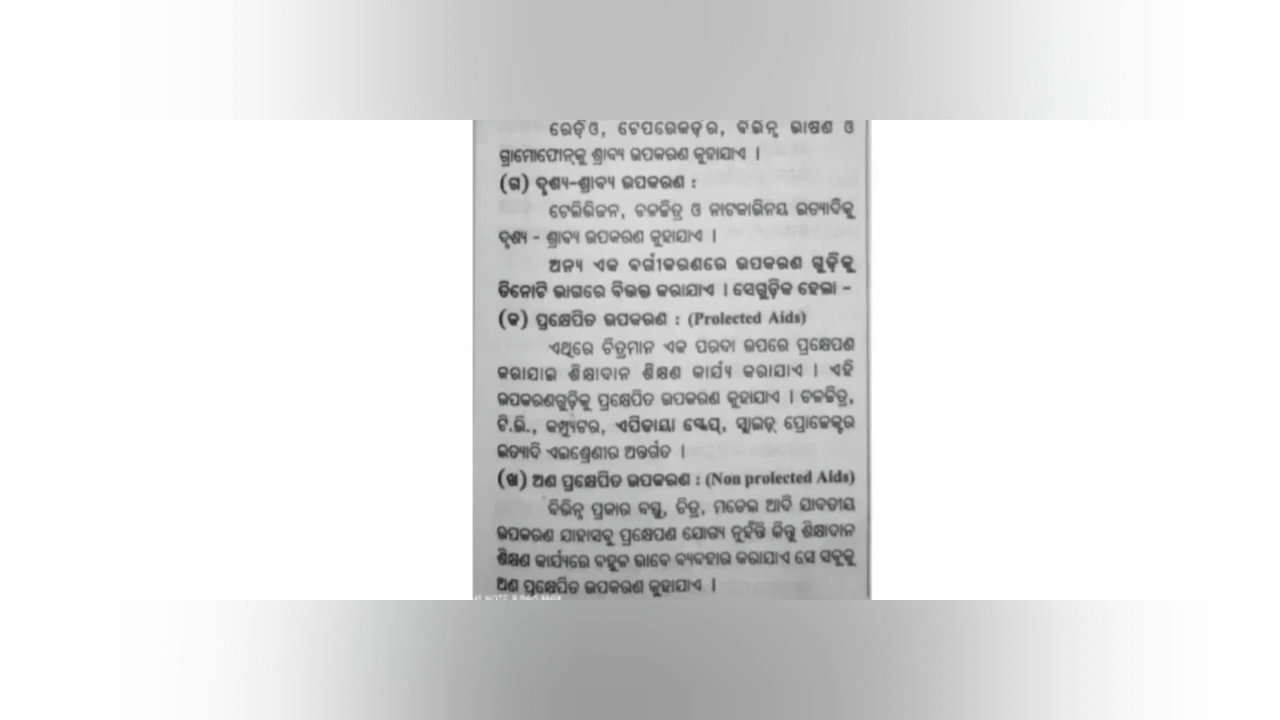 ରେଡ଼ିଓ, ଟେପରେକର୍ଡ଼ର, ବିଭିନ୍ନ ଭାଷଣ ଓ
ଗ୍ରାମୋଫୋନ୍‌କୁ ଶ୍ରାବ୍ୟ ଉପକରଣ କୁହାଯାଏ ।
(ଗ) ଦୃଶ୍ୟ-ଶ୍ରାବ୍ୟ ଉପକରଣ :
ଟେଲିଭିଜନ, ଚଳଚ୍ଚିତ୍ର ଓ ନାଟକାଭିନୟ ଇତ୍ୟାଦିକୁ
ଦୃଶ୍ୟ - ଶ୍ରାବ୍ୟ ଉପକରଣ କୁହାଯାଏ ।
ଅନ୍ୟ ଏକ ବର୍ଗୀକରଣରେ ଉପକରଣ ଗୁଡ଼ିକୁ
ତିନୋଟି ଭାଗରେ ବିଭକ୍ତ କରାଯାଏ । ସେଗୁଡ଼ିକ ହେଲା -
(କ) ପ୍ରକ୍ଷେପିତ ଉପକରଣ : (Prolected Aids)
ଏଥିରେ ଚିତ୍ରମାନ ଏକ ପରଦା ଉପରେ ପ୍ରକ୍ଷେପଣ
କରାଯାଇ ଶିକ୍ଷାଦାନ ଶିକ୍ଷଣ କାର୍ଯ୍ୟ କରାଯାଏ । ଏହି
ଉପକରଣଗୁଡ଼ିକୁ ପ୍ରକ୍ଷେପିତ ଉପକରଣ କୁହାଯାଏ । ଚଳଚ୍ଚିତ୍ର,
ଟି.ଭି., କମ୍ପ୍ୟୁଟର, ଏପିଡାୟା ସ୍କୋପ୍, ସ୍ଲାଇଡ୍ ପ୍ରୋଜେକ୍ଟର
ଇତ୍ୟାଦି ଏଇଶ୍ରେଣୀର ଅନ୍ତର୍ଗତ ।
(ଖ) ଅଣ ପ୍ରକ୍ଷେପିତ ଉପକରଣ : (Non prolected Aids)
ବିଭିନ୍ନ ପ୍ରକାର ବସ୍ତୁ, ଚିତ୍ର, ମଡେଲ ଆଦି ଯାବତୀୟ
ଉପକରଣ ଯାହାସବୁ ପ୍ରକ୍ଷେପଣ ଯୋଗ୍ୟ ନୁହଁନ୍ତି କିନ୍ତୁ ଶିକ୍ଷାଦାନ
ଶିକ୍ଷଣ କାର୍ଯ୍ୟରେ ବହୁଳ ଭାବେ ବ୍ୟବହାର କରାଯାଏ ସେ ସବୁକୁ
ଅଣ ପ୍ରକ୍ଷେପିତ ଉପକରଣ କୁହାଯାଏ ।